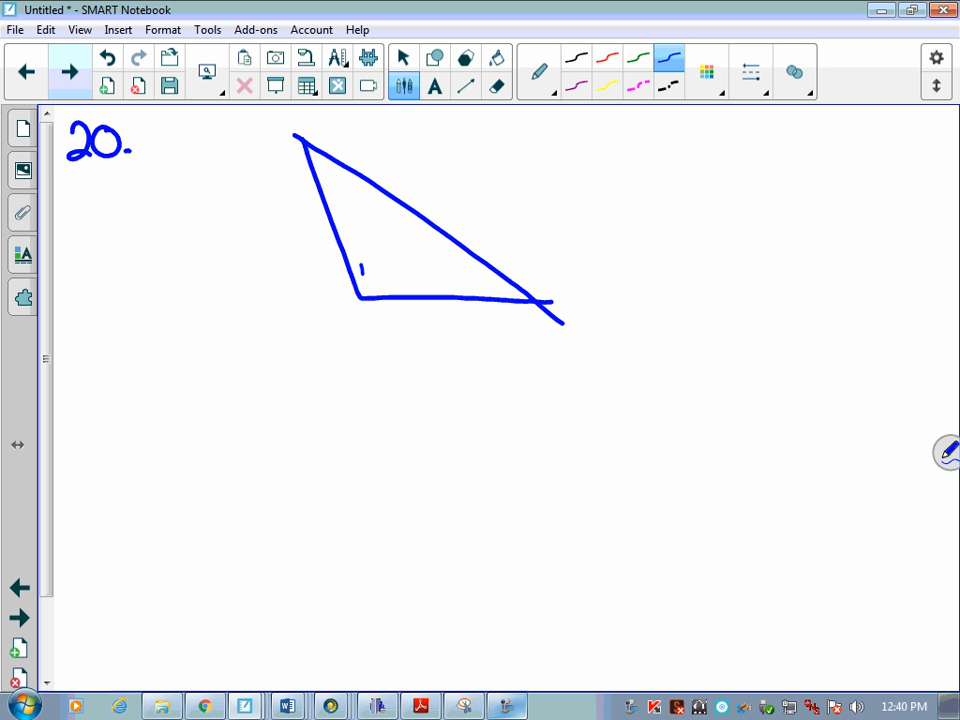 Untitled * - SMART Notebook
File Edit View Insert Format Tools Add-ons Account Help
20.
12:40 PM